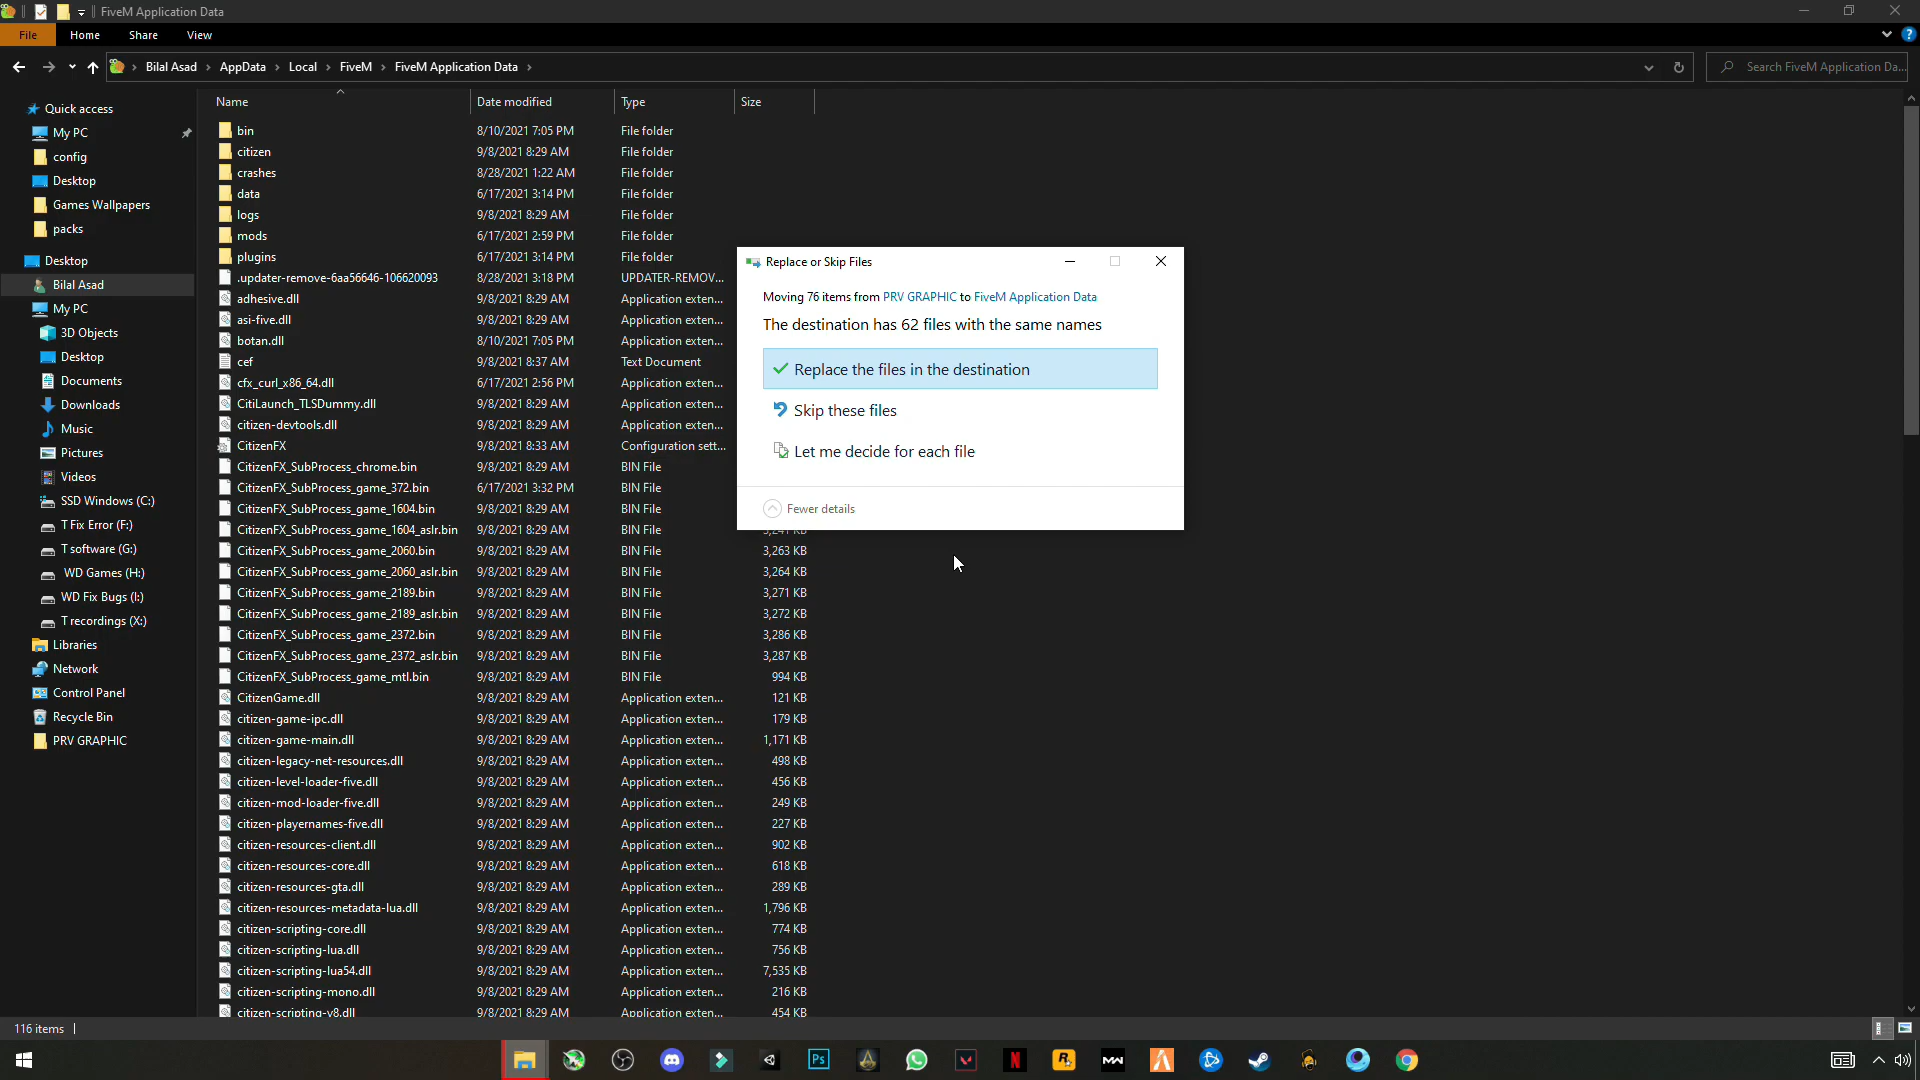 FiveM Application Data
File
Home
Share
View
Bilal Asad
AppData
Local
FiveM
FiveM Application Data
Search FiveM Application Da...
Quick access
My PC
config
Desktop
Games Wallpapers
packs
Desktop
Bilal Asad
My PC
3D Objects
Desktop
Documents
Downloads
Music
Pictures
Videos
SSD Windows (C:)
T Fix Error (F:)
T software (G:)
WD Games (H:)
WD Fix Bugs (I:)
T recordings (X:)
Libraries
Network
Control Panel
Recycle Bin
PRV GRAPHIC
Name Date modified Type Size
bin 8/10/2021 7:05 PM File folder
citizen 9/8/2021 8:29 AM File folder
crashes 8/28/2021 1:22 AM File folder
data 6/17/2021 3:14 PM File folder
logs 9/8/2021 8:29 AM File folder
mods 6/17/2021 2:59 PM File folder
plugins 6/17/2021 3:14 PM File folder
.updater-remove-6aa56646-106620093 8/28/2021 3:18 PM UPDATER-REMOV...
adhesive.dll 9/8/2021 8:29 AM Application exten...
asi-five.dll 9/8/2021 8:29 AM Application exten...
botan.dll 8/10/2021 7:05 PM Application exten...
cef 9/8/2021 8:37 AM Text Document
cfx_curl_x86_64.dll 6/17/2021 2:56 PM Application exten...
CitiLaunch_TLSDummy.dll 9/8/2021 8:29 AM Application exten...
citizen-devtools.dll 9/8/2021 8:29 AM Application exten...
CitizenFX 9/8/2021 8:33 AM Configuration sett...
CitizenFX_SubProcess_chrome.bin 9/8/2021 8:29 AM BIN File
CitizenFX_SubProcess_game_372.bin 6/17/2021 3:32 PM BIN File
CitizenFX_SubProcess_game_1604.bin 9/8/2021 8:29 AM BIN File
CitizenFX_SubProcess_game_1604_aslr.bin 9/8/2021 8:29 AM BIN File 3,241 KB
CitizenFX_SubProcess_game_2060.bin 9/8/2021 8:29 AM BIN File 3,263 KB
CitizenFX_SubProcess_game_2060_aslr.bin 9/8/2021 8:29 AM BIN File 3,264 KB
CitizenFX_SubProcess_game_2189.bin 9/8/2021 8:29 AM BIN File 3,271 KB
CitizenFX_SubProcess_game_2189_aslr.bin 9/8/2021 8:29 AM BIN File 3,272 KB
CitizenFX_SubProcess_game_2372.bin 9/8/2021 8:29 AM BIN File 3,286 KB
CitizenFX_SubProcess_game_2372_aslr.bin 9/8/2021 8:29 AM BIN File 3,287 KB
CitizenFX_SubProcess_game_mtl.bin 9/8/2021 8:29 AM BIN File 994 KB
CitizenGame.dll 9/8/2021 8:29 AM Application exten... 121 KB
citizen-game-ipc.dll 9/8/2021 8:29 AM Application exten... 179 KB
citizen-game-main.dll 9/8/2021 8:29 AM Application exten... 1,171 KB
citizen-legacy-net-resources.dll 9/8/2021 8:29 AM Application exten... 498 KB
citizen-level-loader-five.dll 9/8/2021 8:29 AM Application exten... 456 KB
citizen-mod-loader-five.dll 9/8/2021 8:29 AM Application exten... 249 KB
citizen-playernames-five.dll 9/8/2021 8:29 AM Application exten... 227 KB
citizen-resources-client.dll 9/8/2021 8:29 AM Application exten... 902 KB
citizen-resources-core.dll 9/8/2021 8:29 AM Application exten... 618 KB
citizen-resources-gta.dll 9/8/2021 8:29 AM Application exten... 289 KB
citizen-resources-metadata-lua.dll 9/8/2021 8:29 AM Application exten... 1,796 KB
citizen-scripting-core.dll 9/8/2021 8:29 AM Application exten... 774 KB
citizen-scripting-lua.dll 9/8/2021 8:29 AM Application exten... 756 KB
citizen-scripting-lua54.dll 9/8/2021 8:29 AM Application exten... 7,535 KB
citizen-scripting-mono.dll 9/8/2021 8:29 AM Application exten... 216 KB
citizen-scripting-v8.dll 9/8/2021 8:29 AM Application exten... 454 KB
Replace or Skip Files
Moving 76 items from PRV GRAPHIC to FiveM Application Data
The destination has 62 files with the same names
Replace the files in the destination
Skip these files
Let me decide for each file
Fewer details
116 items
Ps
N
R
MW